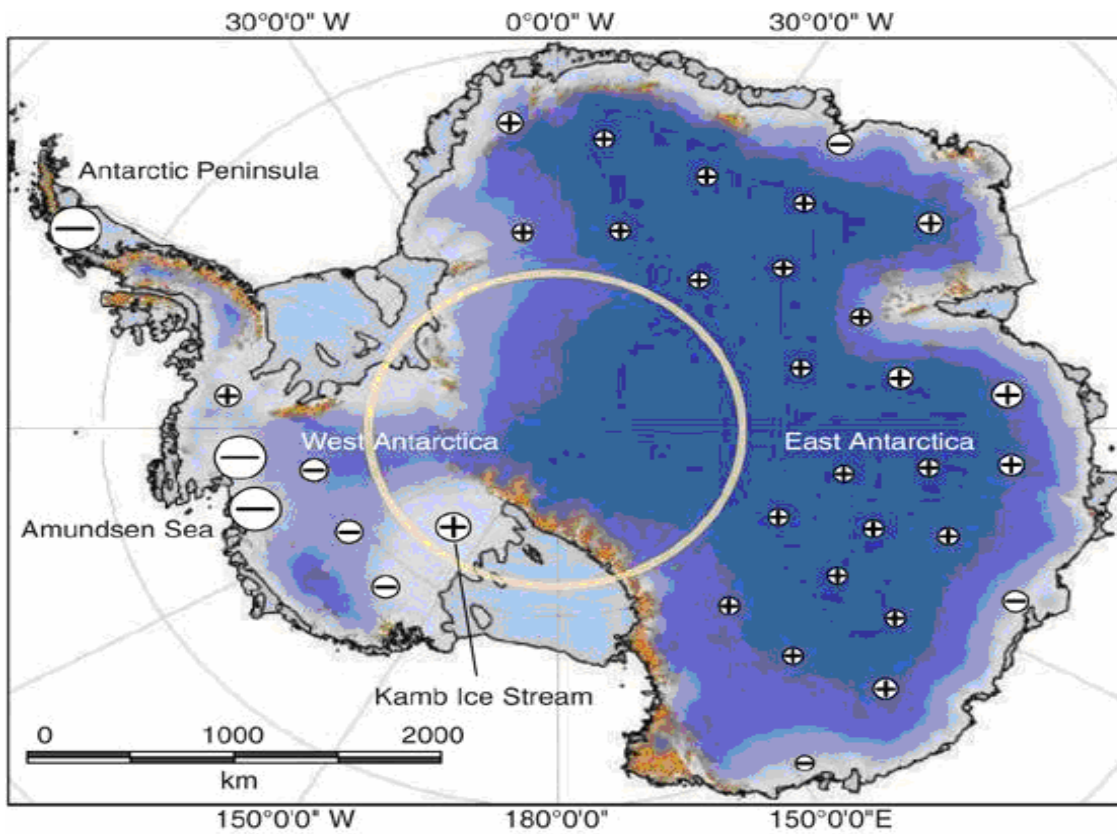 30°0'0" W 0°0'0" W 30°0'0" W
Antarctic Peninsula
West Antarctica East Antarctica
Amundsen Sea
Kamb Ice Stream
0 1000 2000
km
150°0'0" W 180°0'0" 150°0'0"E